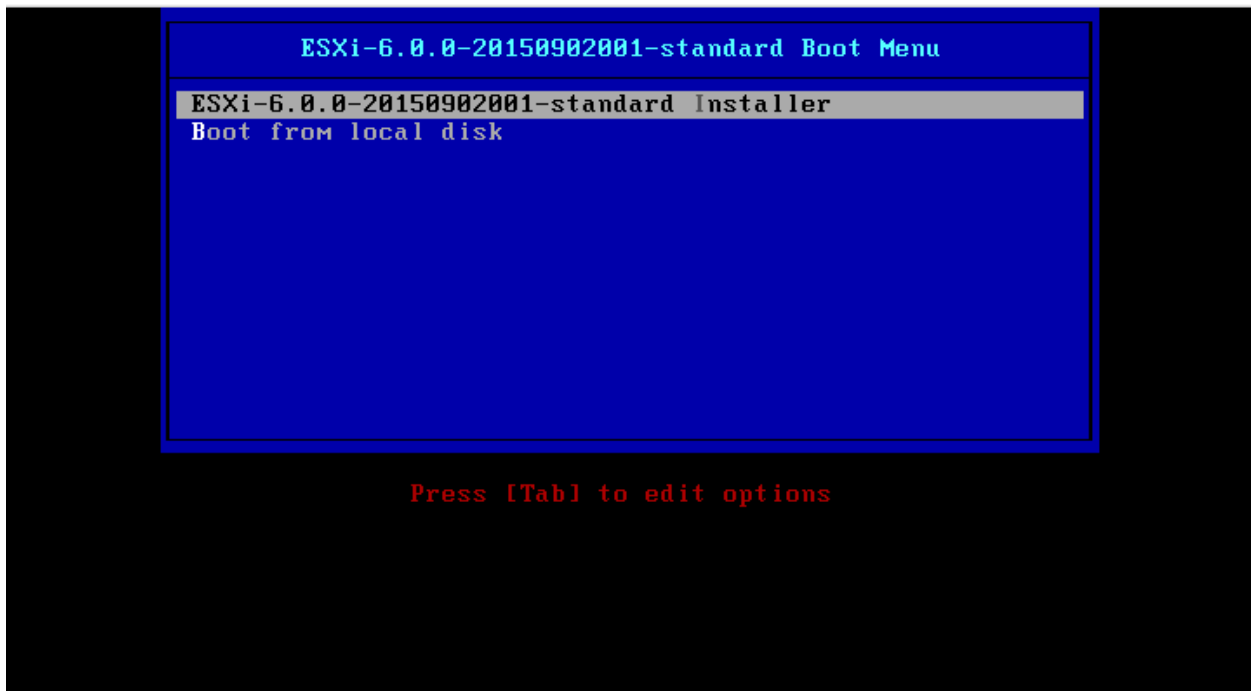 ESXi-6.0.0-20150902001-standard Boot Menu
ESXi-6.0.0-20150902001-standard Installer
Boot from local disk
Press [Tab] to edit options